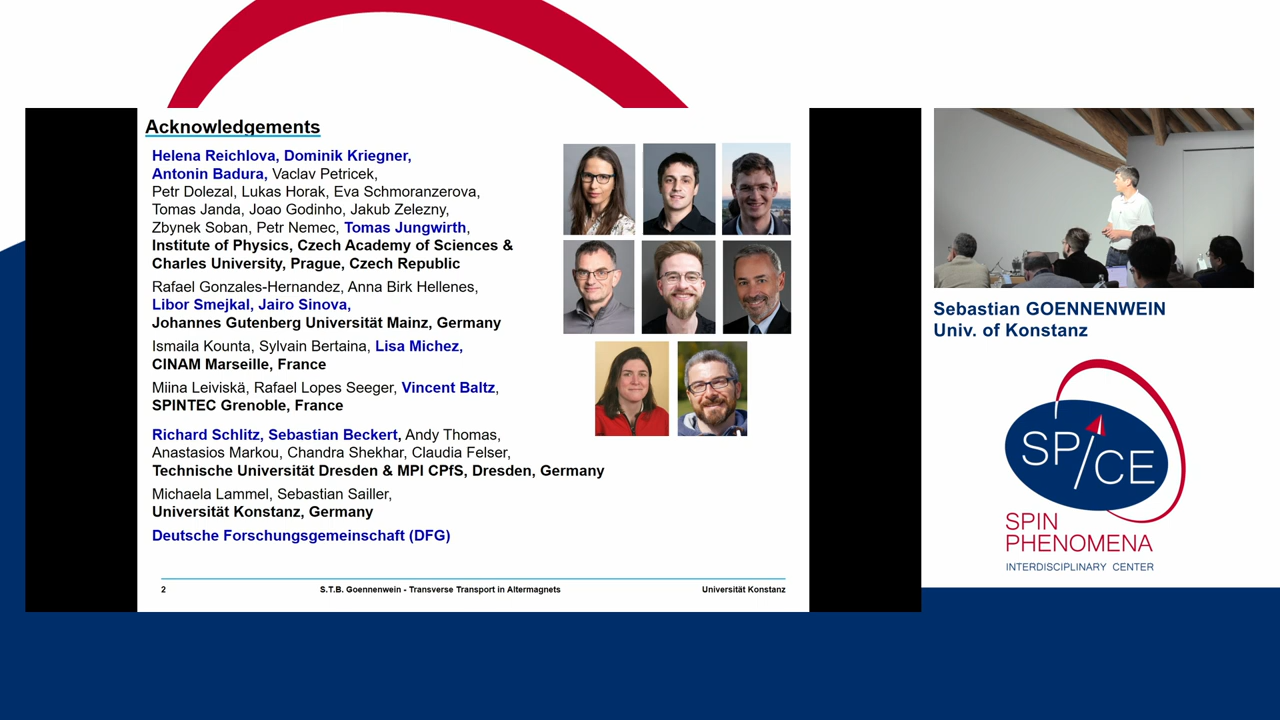 Acknowledgements
Helena Reichlova, Dominik Kriegner,
Antonin Badura, Vaclav Petricek,
Petr Dolezal, Lukas Horak, Eva Schmoranzerova,
Tomas Janda, Joao Godinho, Jakub Zelezny,
Zbynek Soban, Petr Nemec, Tomas Jungwirth,
Institute of Physics, Czech Academy of Sciences &
Charles University, Prague, Czech Republic
Rafael Gonzales-Hernandez, Anna Birk Hellenes,
Libor Smejkal, Jairo Sinova,
Johannes Gutenberg Universität Mainz, Germany
Ismaila Kounta, Sylvain Bertaina, Lisa Michez,
CINAM Marseille, France
Miina Leiviskä, Rafael Lopes Seeger, Vincent Baltz,
SPINTEC Grenoble, France
Richard Schlitz, Sebastian Beckert, Andy Thomas,
Anastasios Markou, Chandra Shekhar, Claudia Felser,
Technische Universität Dresden & MPI CPfS, Dresden, Germany
Michaela Lammel, Sebastian Sailler,
Universität Konstanz, Germany
Deutsche Forschungsgemeinschaft (DFG)
2 S.T.B. Goennenwein - Transverse Transport in Altermagnets Universität Konstanz
Sebastian GOENNENWEIN
Univ. of Konstanz
SP/CE
SPIN
PHENOMENA
INTERDISCIPLINARY CENTER